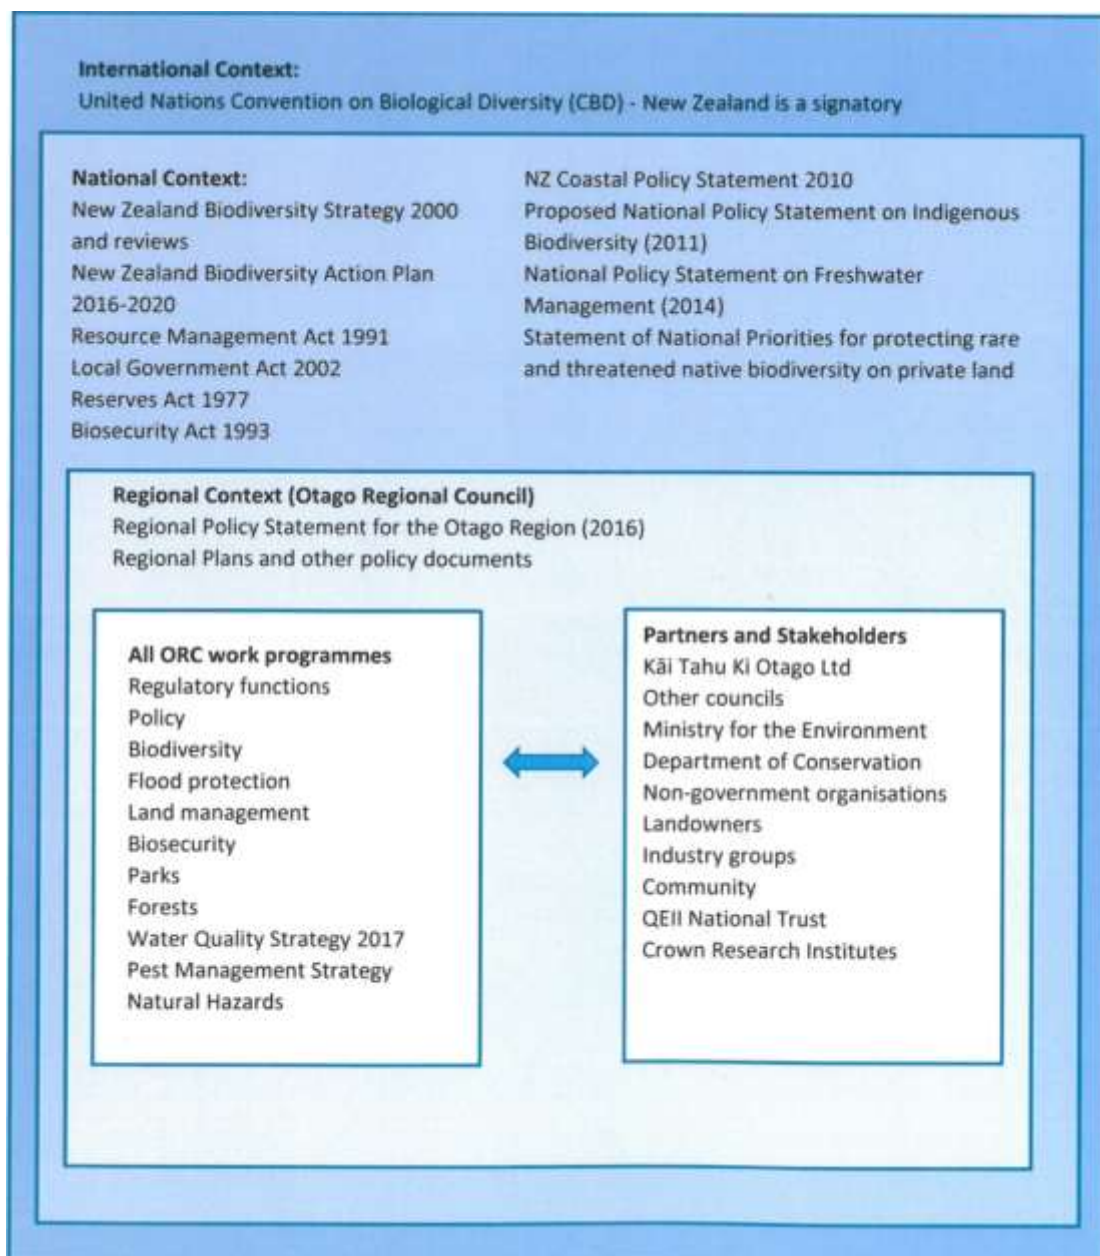 International Context:
United Nations Convention on Biological Diversity (CBD) - New Zealand is a signatory
National Context:
New Zealand Biodiversity Strategy 2000
and reviews
New Zealand Biodiversity Action Plan
2016-2020
Resource Management Act 1991
Local Government Act 2002
Reserves Act 1977
Biosecurity Act 1993
NZ Coastal Policy Statement 2010
Proposed National Policy Statement on Indigenous
Biodiversity (2011)
National Policy Statement on Freshwater
Management (2014)
Statement of National Priorities for protecting rare
and threatened native biodiversity on private land
Regional Context (Otago Regional Council)
Regional Policy Statement for the Otago Region (2016)
Regional Plans and other policy documents
All ORC work programmes
Regulatory functions
Policy
Biodiversity
Flood protection
Land management
Biosecurity
Parks
Forests
Water Quality Strategy 2017
Pest Management Strategy
Natural Hazards
Partners and Stakeholders
Kāi Tahu Ki Otago Ltd
Other councils
Ministry for the Environment
Department of Conservation
Non-government organisations
Landowners
Industry groups
Community
QEII National Trust
Crown Research Institutes